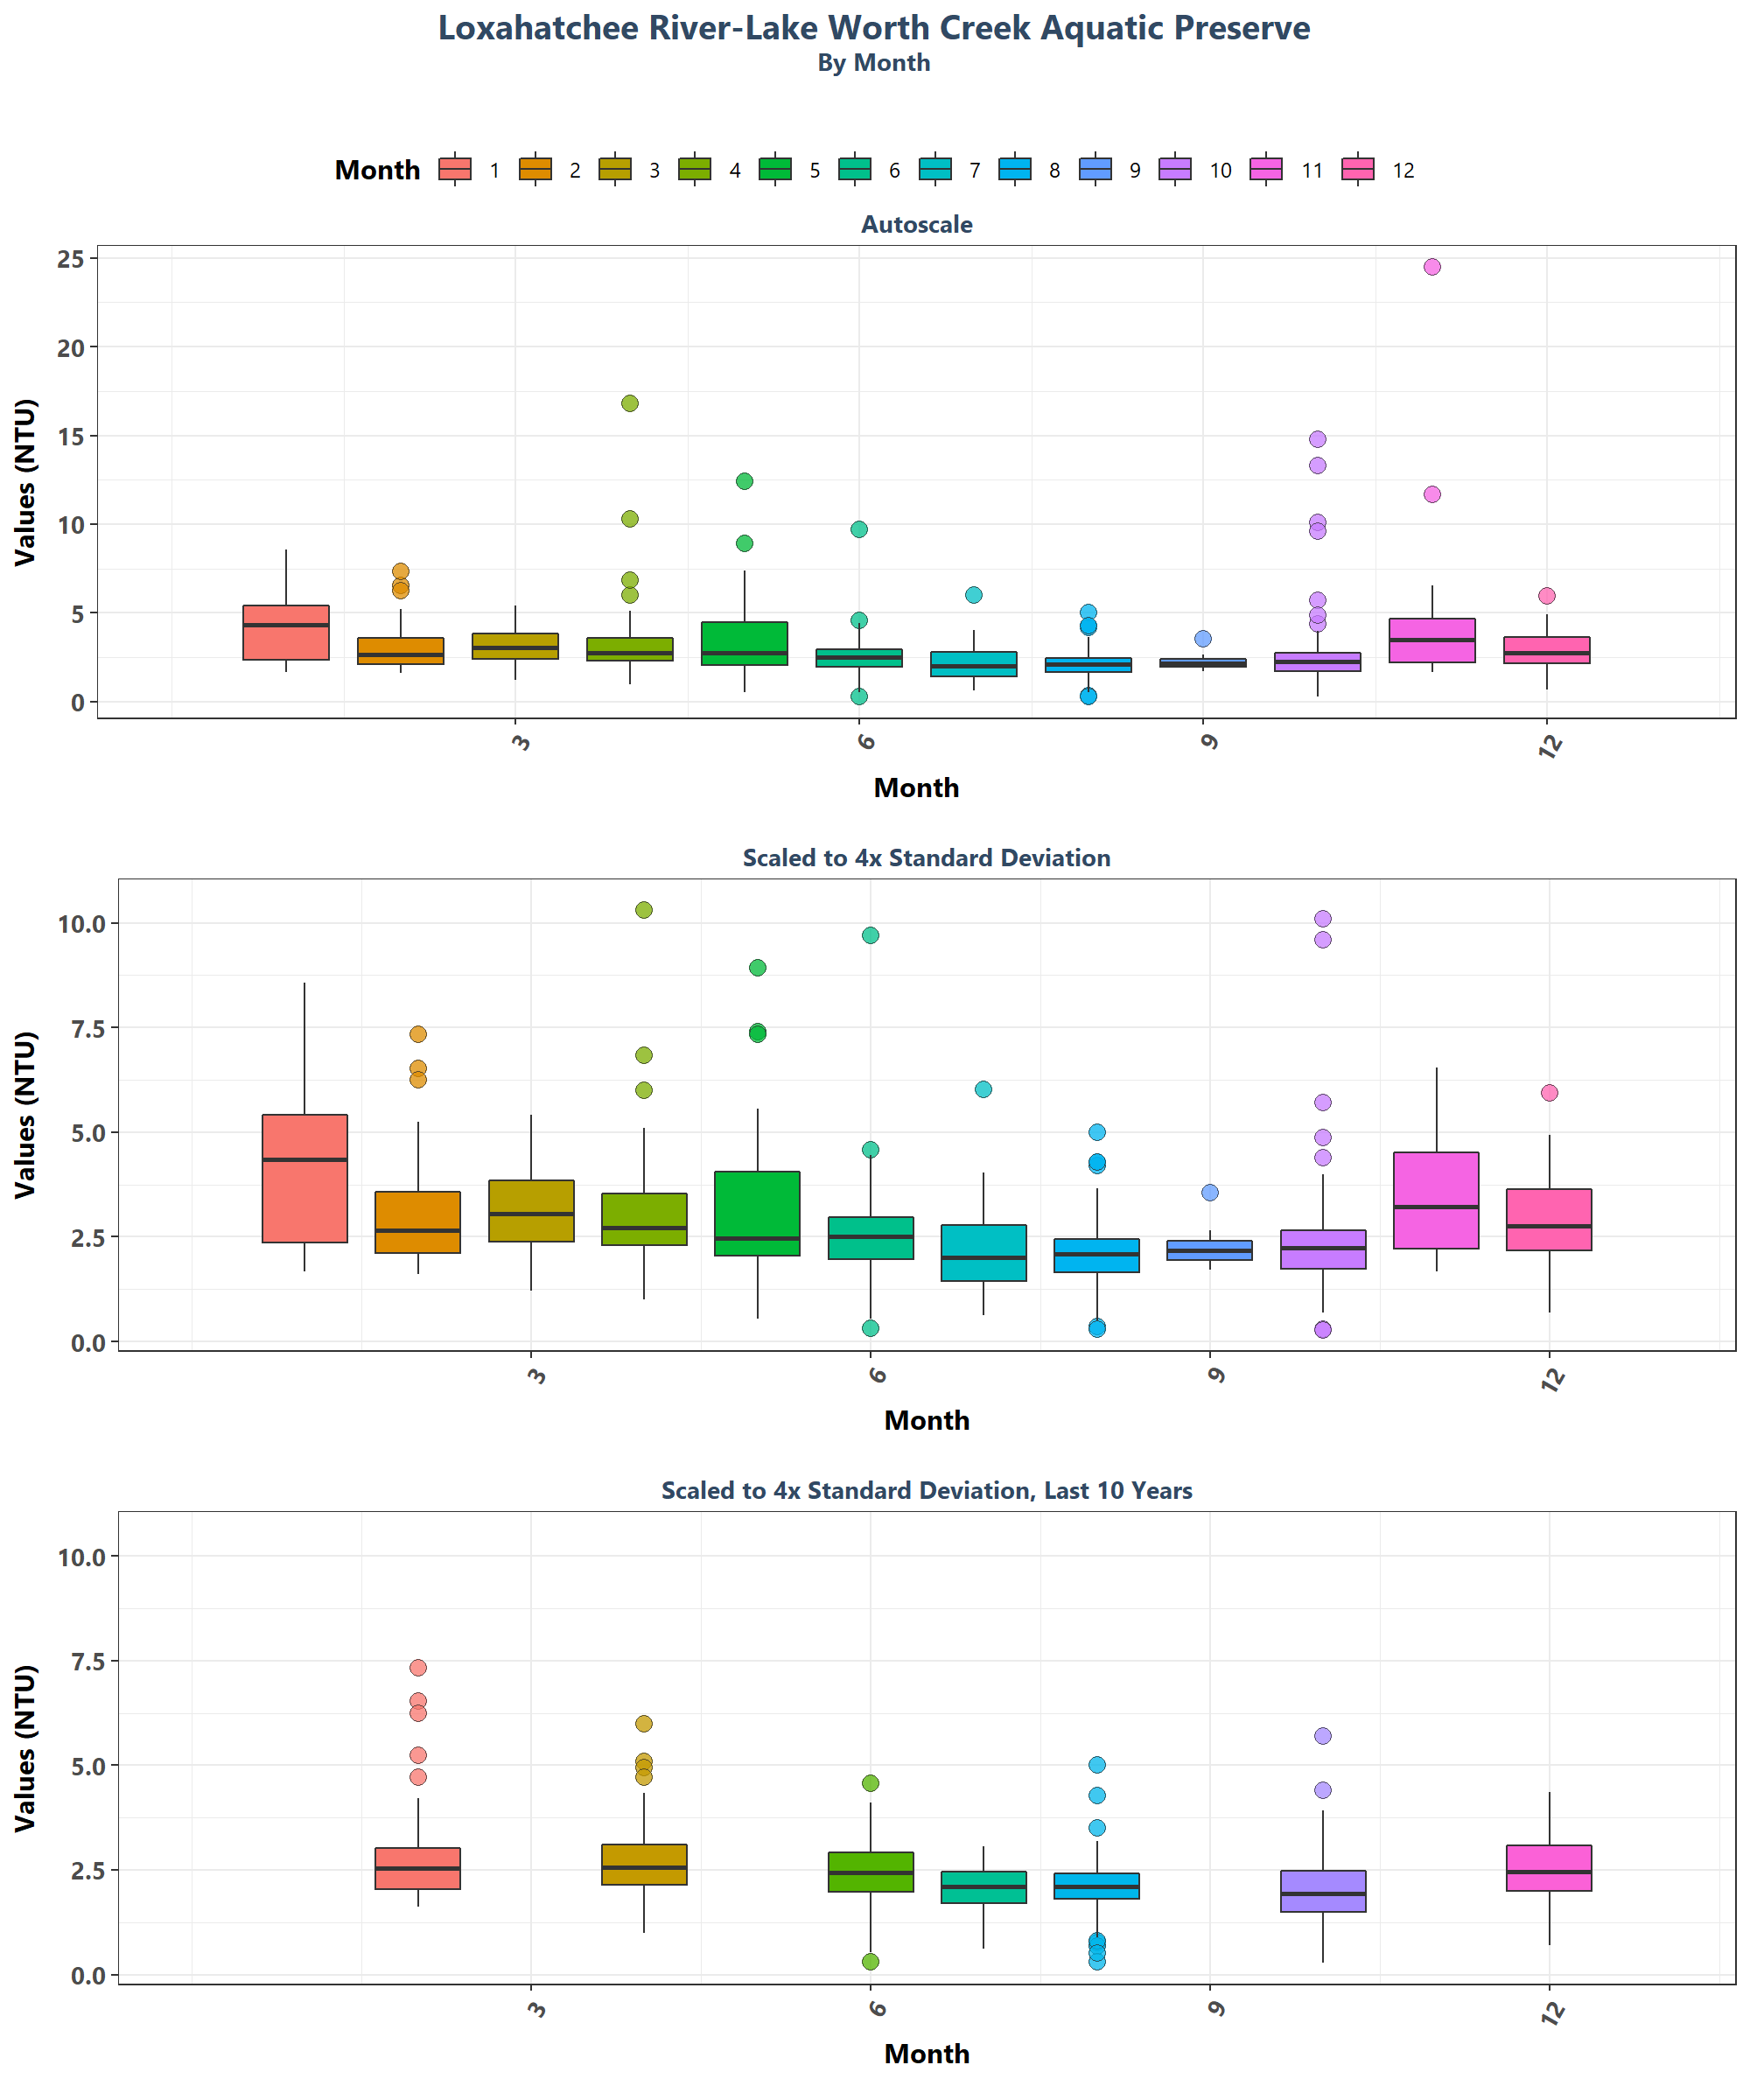 Loxahatchee River-Lake Worth Creek Aquatic Preserve
By Month
Month 1 2 3 4 5 6 7 8 9 10 11 12
Autoscale
25
20
15
10
5
0
Values (NTU)
3 6 9 12
Month
Scaled to 4x Standard Deviation
10.0
7.5
5.0
2.5
0.0
Values (NTU)
3 6 9 12
Month
Scaled to 4x Standard Deviation, Last 10 Years
10.0
7.5
5.0
2.5
0.0
Values (NTU)
3 6 9 12
Month